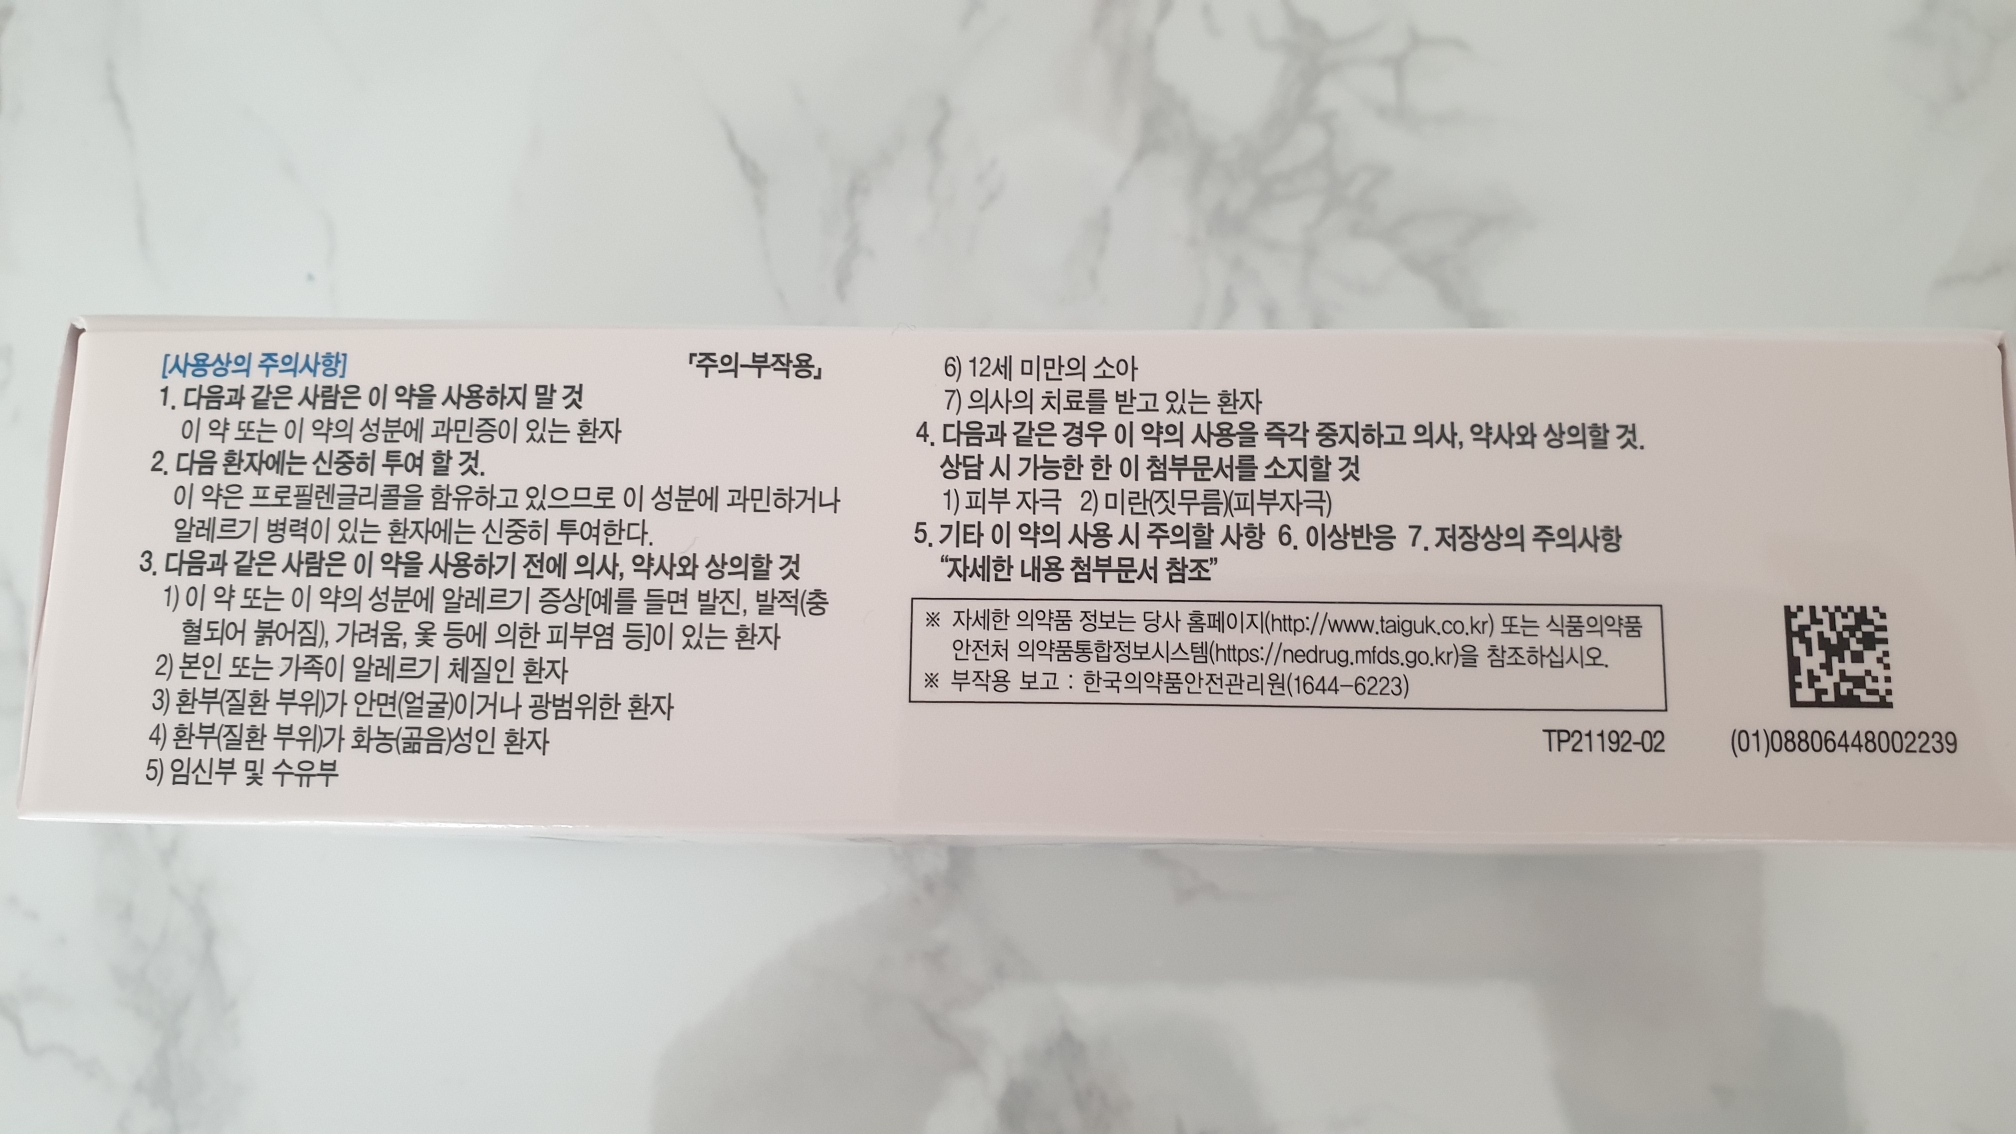 [사용상의 주의사항] 『주의-부작용』
1. 다음과 같은 사람은 이 약을 사용하지 말 것
이 약 또는 이 약의 성분에 과민증이 있는 환자
2. 다음 환자에는 신중히 투여 할 것.
이 약은 프로필렌글리콜을 함유하고 있으므로 이 성분에 과민하거나
알레르기 병력이 있는 환자에는 신중히 투여한다.
3. 다음과 같은 사람은 이 약을 사용하기 전에 의사, 약사와 상의할 것
1) 이 약 또는 이 약의 성분에 알레르기 증상[예를 들면 발진, 발적(충
혈되어 붉어짐), 가려움, 옻 등에 의한 피부염 등]이 있는 환자
2) 본인 또는 가족이 알레르기 체질인 환자
3) 환부(질환 부위)가 안면(얼굴)이거나 광범위한 환자
4) 환부(질환 부위)가 화농(곪음)성인 환자
5) 임신부 및 수유부
6) 12세 미만의 소아
7) 의사의 치료를 받고 있는 환자
4. 다음과 같은 경우 이 약의 사용을 즉각 중지하고 의사, 약사와 상의할 것.
상담 시 가능한 한 이 첨부문서를 소지할 것
1) 피부 자극 2) 미란(짓무름)(피부자극)
5. 기타 이 약의 사용 시 주의할 사항 6. 이상반응 7. 저장상의 주의사항
“자세한 내용 첨부문서 참조”
※ 자세한 의약품 정보는 당사 홈페이지(http://www.taiguk.co.kr) 또는 식품의약품
안전처 의약품통합정보시스템(https://nedrug.mfds.go.kr)을 참조하십시오.
※ 부작용 보고 : 한국의약품안전관리원(1644-6223)
TP21192-02
(01)08806448002239